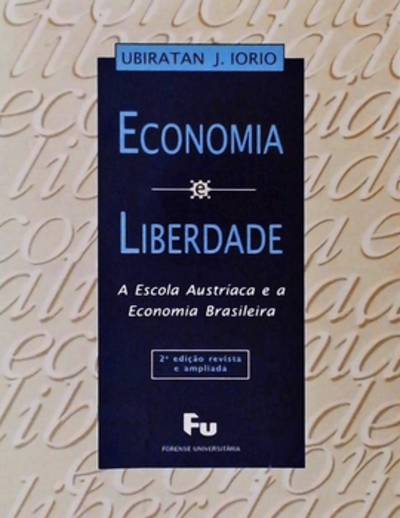 UBIRATAN J. IORIO
ECONOMIA
e
LIBERDADE
A Escola Austríaca e a
Economia Brasileira
2ª edição revista
e ampliada
Fu
FORENSE UNIVERSITÁRIA